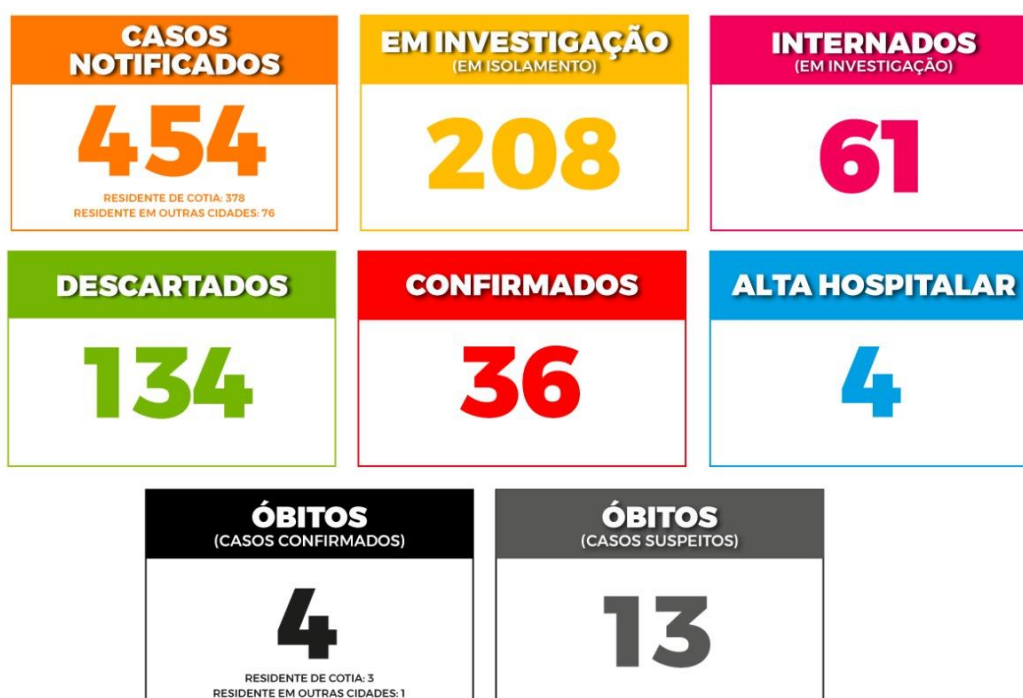 CASOS
NOTIFICADOS
454
RESIDENTE DE COTIA: 378
RESIDENTE EM OUTRAS CIDADES: 76
EM INVESTIGAÇÃO
(EM ISOLAMENTO)
208
INTERNADOS
(EM INVESTIGAÇÃO)
61
DESCARTADOS
134
CONFIRMADOS
36
ALTA HOSPITALAR
4
ÓBITOS
(CASOS CONFIRMADOS)
4
RESIDENTE DE COTIA: 3
RESIDENTE EM OUTRAS CIDADES: 1
ÓBITOS
(CASOS SUSPEITOS)
13